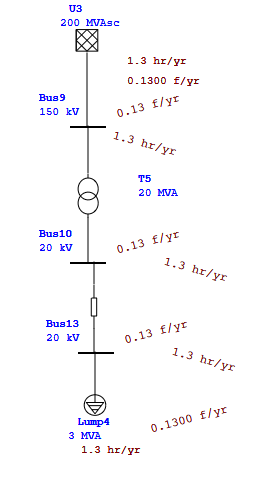 U3
200 MVAsc
1.3 hr/yr
0.1300 f/yr
Bus9
150 kV
0.13 f/yr
1.3 hr/yr
T5
20 MVA
Bus10
20 kV
0.13 f/yr
1.3 hr/yr
Bus13
20 kV
0.13 f/yr
1.3 hr/yr
0.1300 f/yr
Lump4
3 MVA
1.3 hr/yr